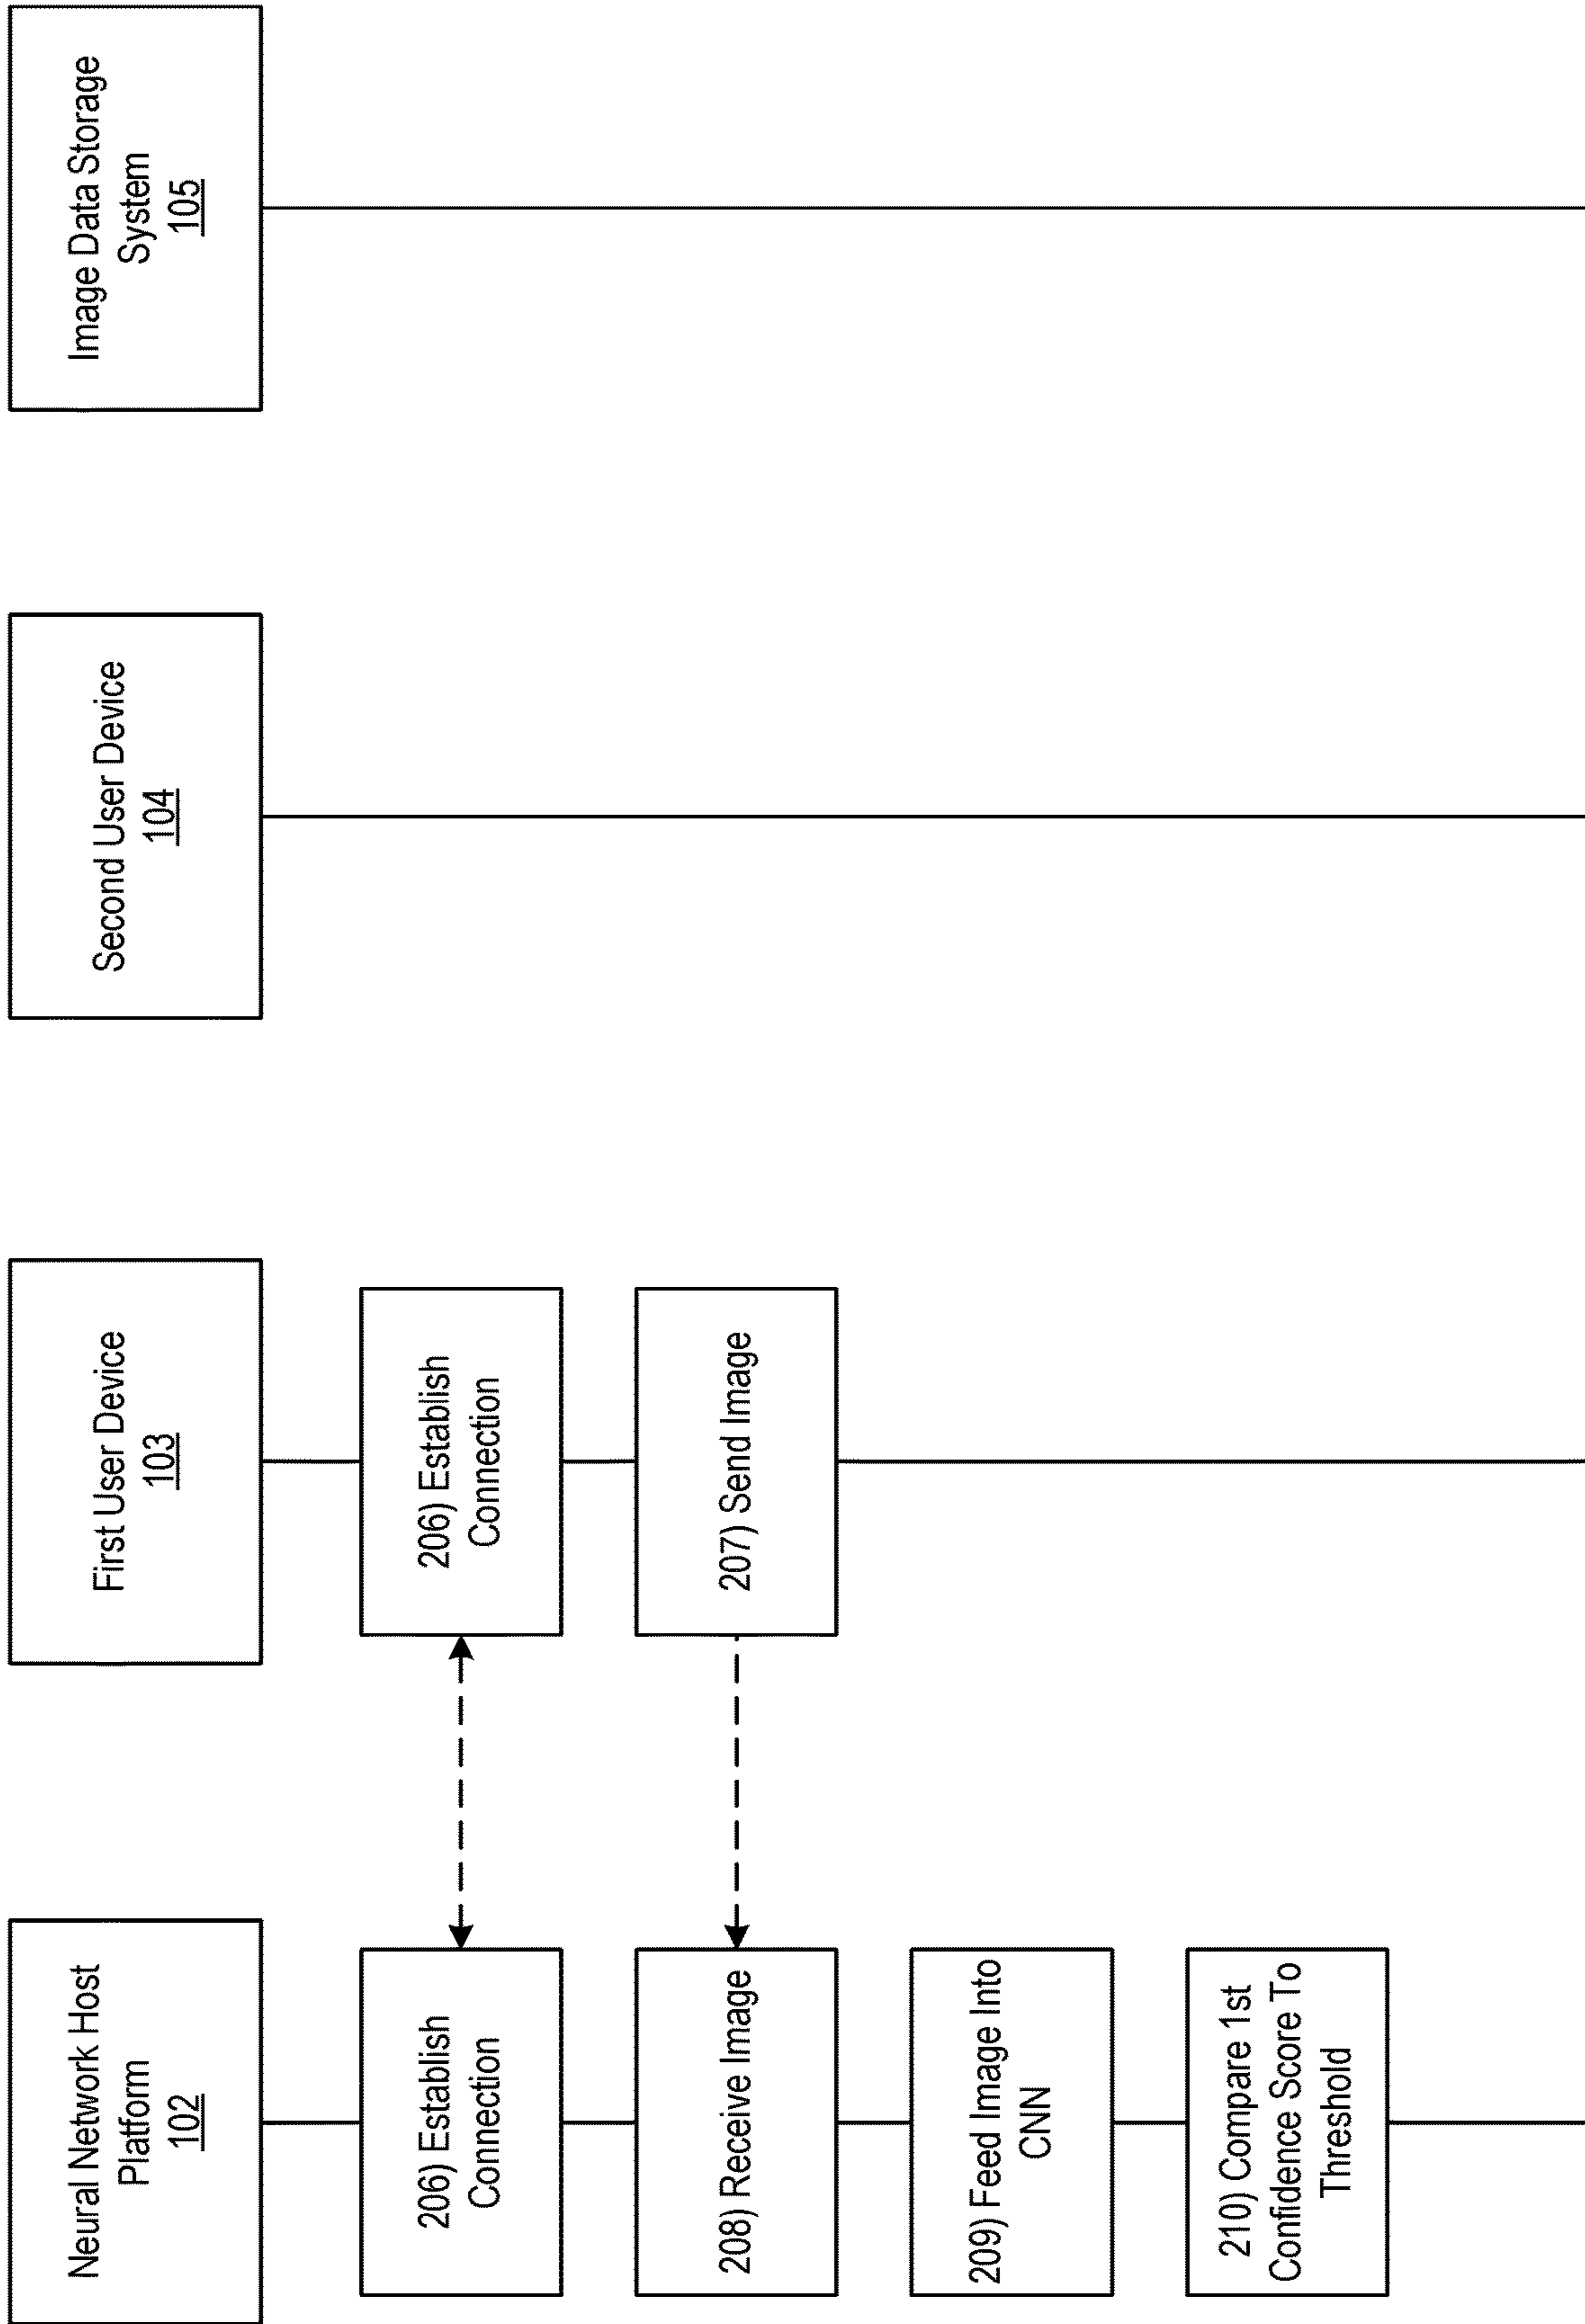 Neural Network Host
Platform
102
First User Device
103
Second User Device
104
Image Data Storage
System
105
206) Establish
Connection
206) Establish
Connection
208) Receive Image
207) Send Image
209) Feed Image Into
CNN
210) Compare 1st
Confidence Score To
Threshold